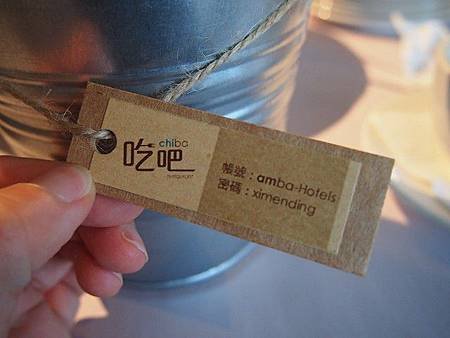 chiba
吃吧
restaurant
帳號 : amba-Hotels
密碼 : ximending